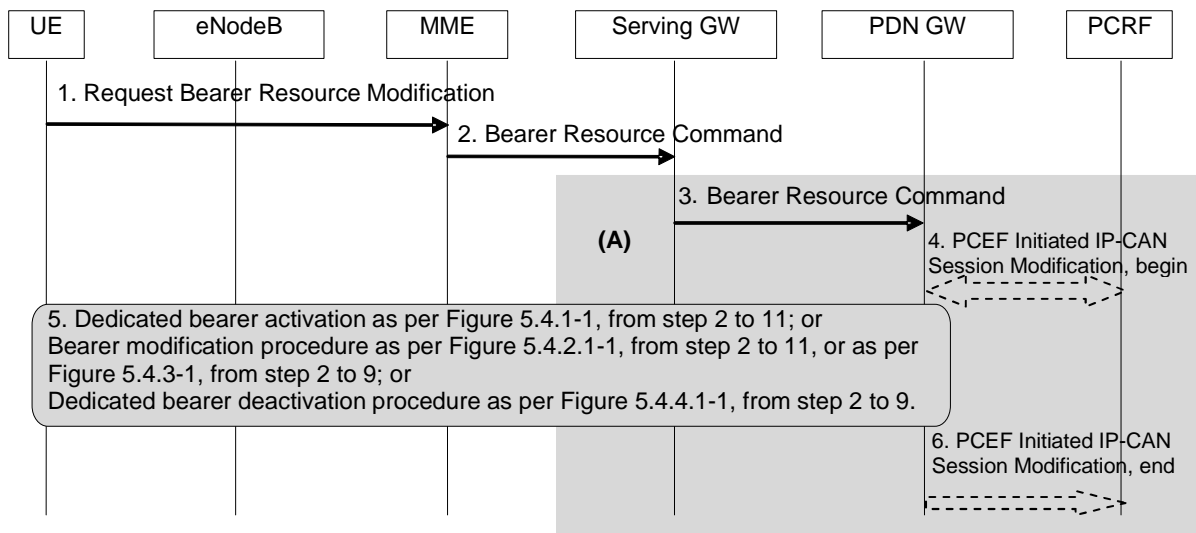 UE
eNodeB
MME
Serving GW
PDN GW
PCRF
1. Request Bearer Resource Modification
2. Bearer Resource Command
3. Bearer Resource Command
(A)
4. PCEF Initiated IP-CAN
Session Modification, begin
5. Dedicated bearer activation as per Figure 5.4.1-1, from step 2 to 11; or
Bearer modification procedure as per Figure 5.4.2.1-1, from step 2 to 11, or as per
Figure 5.4.3-1, from step 2 to 9; or
Dedicated bearer deactivation procedure as per Figure 5.4.4.1-1, from step 2 to 9.
6. PCEF Initiated IP-CAN
Session Modification, end